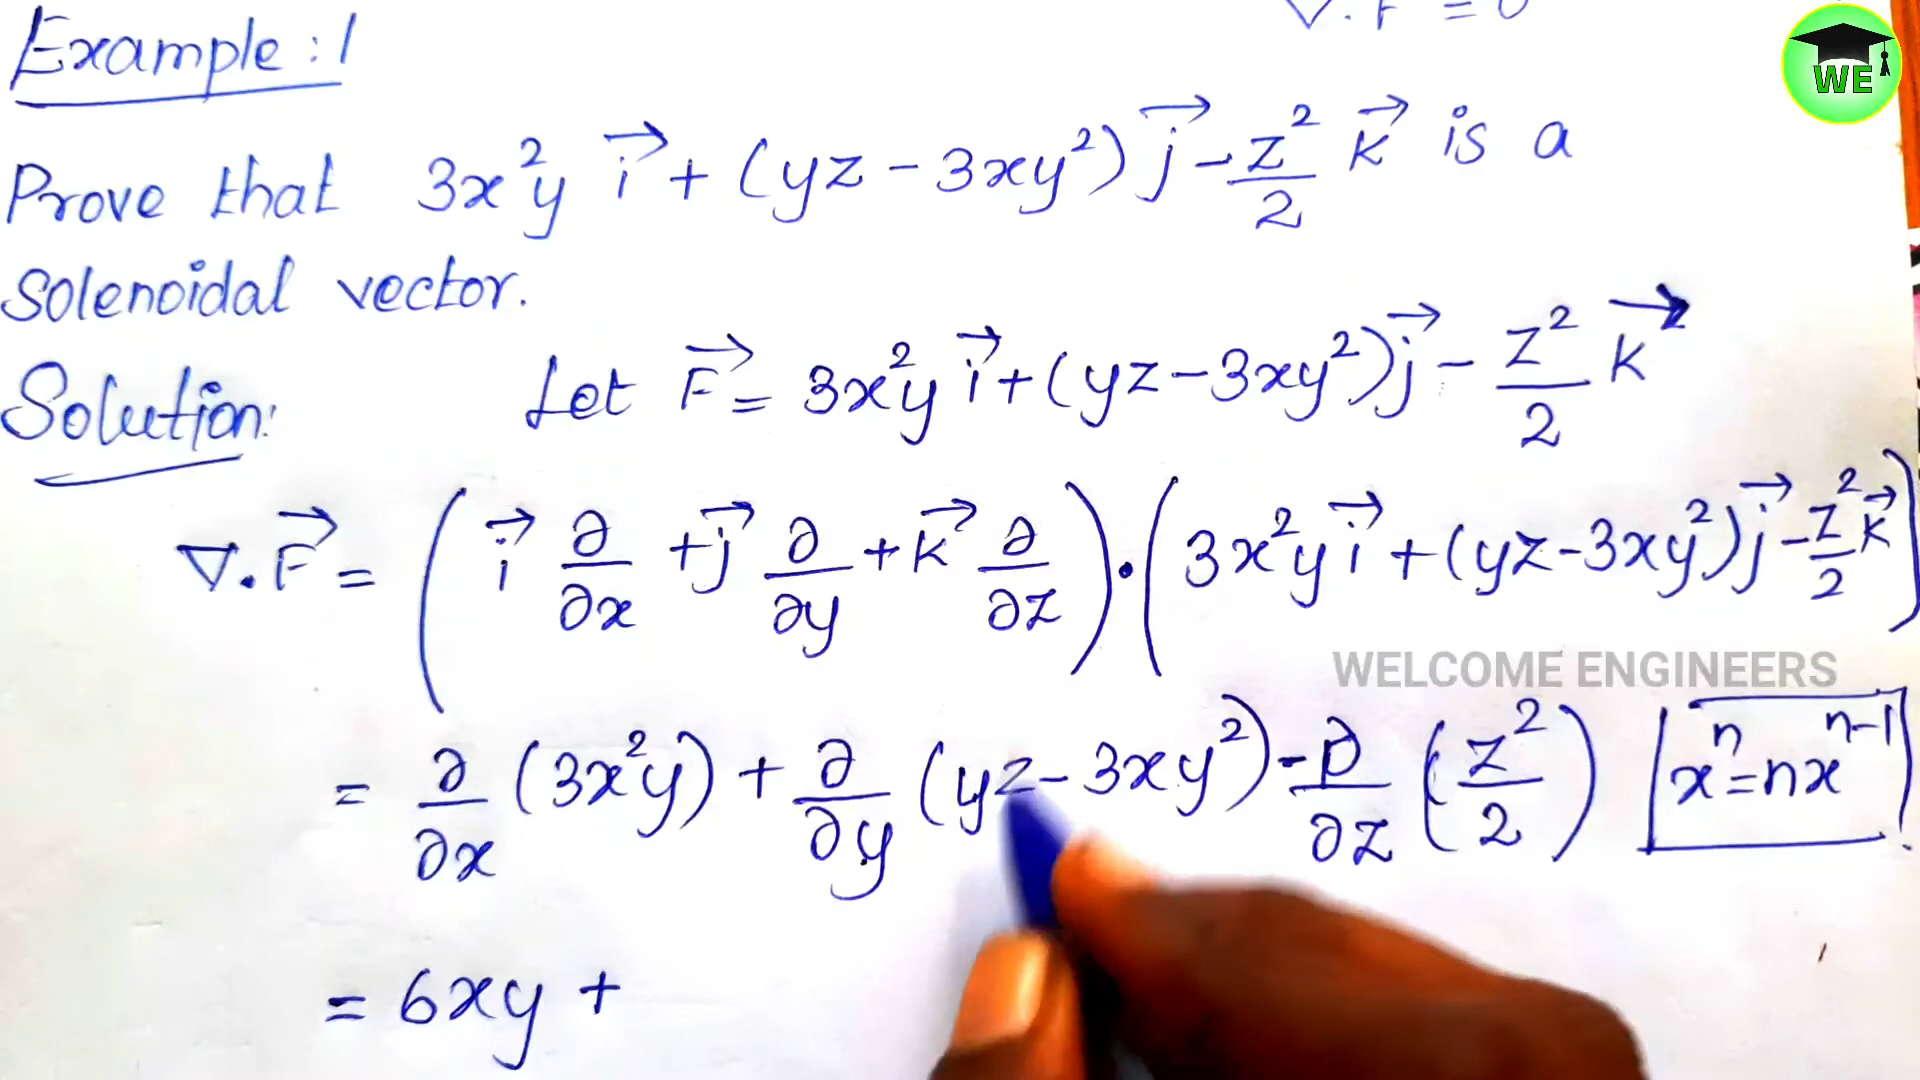 ∇.F = 0
WE
Example : 1
Prove that 3x²y i⃗ + (yz - 3xy²) j⃗ - z²/2 k⃗ is a
Solenoidal vector.
Solution: Let F⃗ = 3x²y i⃗ + (yz - 3xy²) j⃗ - z²/2 k⃗
∇.F⃗ = ( i⃗ ∂/∂x + j⃗ ∂/∂y + k⃗ ∂/∂z ) . ( 3x²y i⃗ + (yz - 3xy²) j⃗ - z²/2 k⃗ )
WELCOME ENGINEERS
= ∂/∂x (3x²y) + ∂/∂y (yz - 3xy²) - ∂/∂z (z²/2) xⁿ = nxⁿ⁻¹
= 6xy +